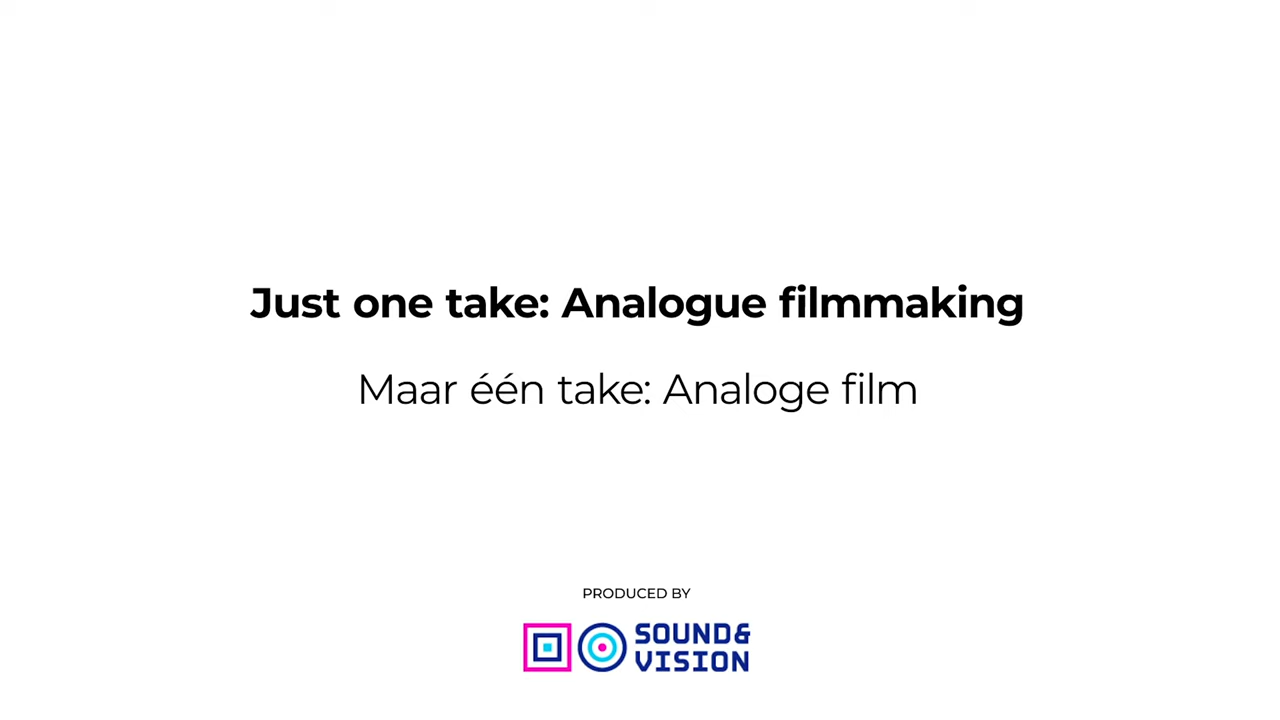 Just one take: Analogue filmmaking
Maar één take: Analoge film
PRODUCED BY
SOUND&
VISION